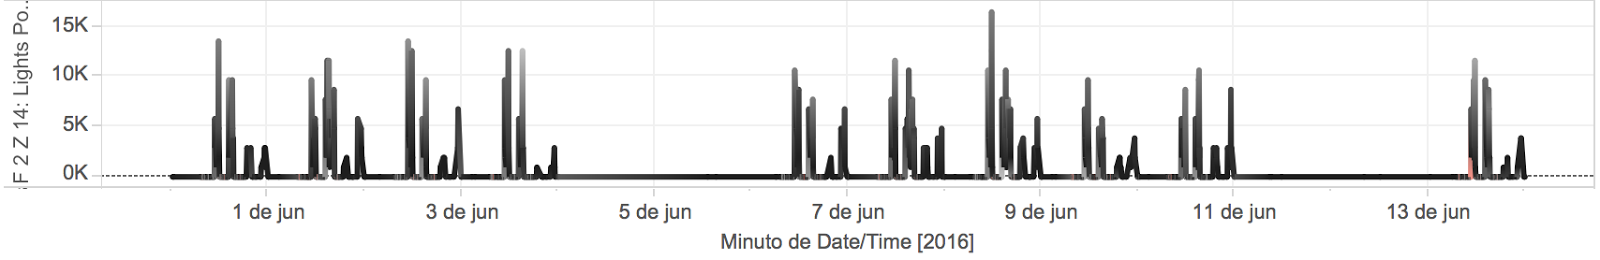 F 2 Z 14: Lights Po..
15K
10K
5K
0K
1 de jun
3 de jun
5 de jun
7 de jun
9 de jun
11 de jun
13 de jun
Minuto de Date/Time [2016]